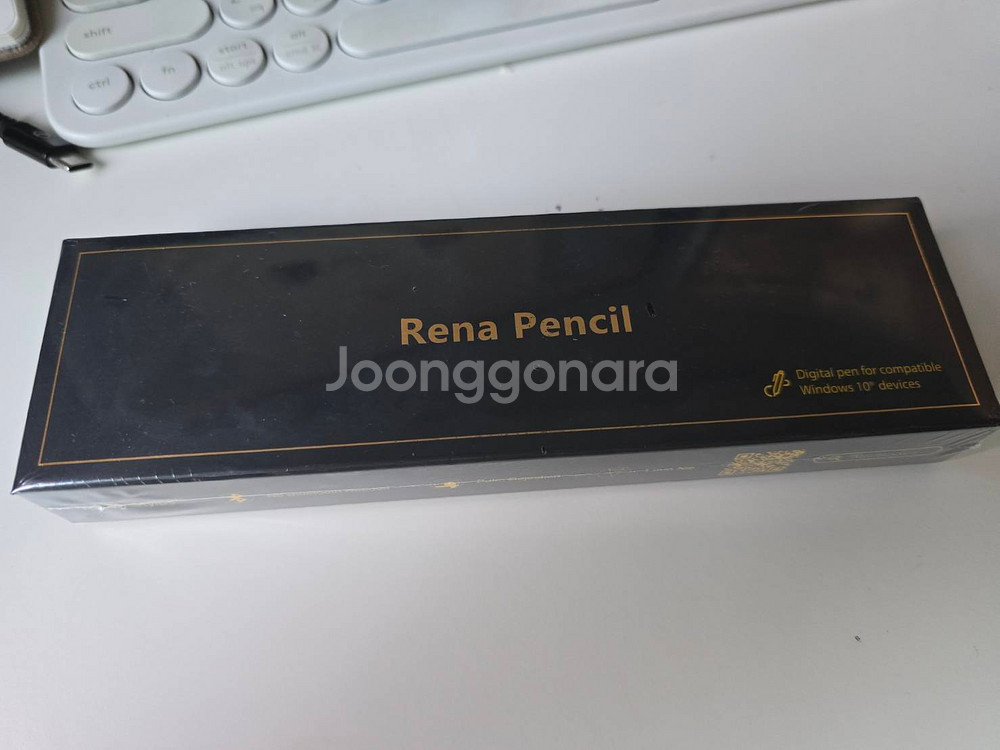 shift
ctrl
fn
start
alt
Rena Pencil
Joonggonara
Digital pen for compatible
Windows 10® devices